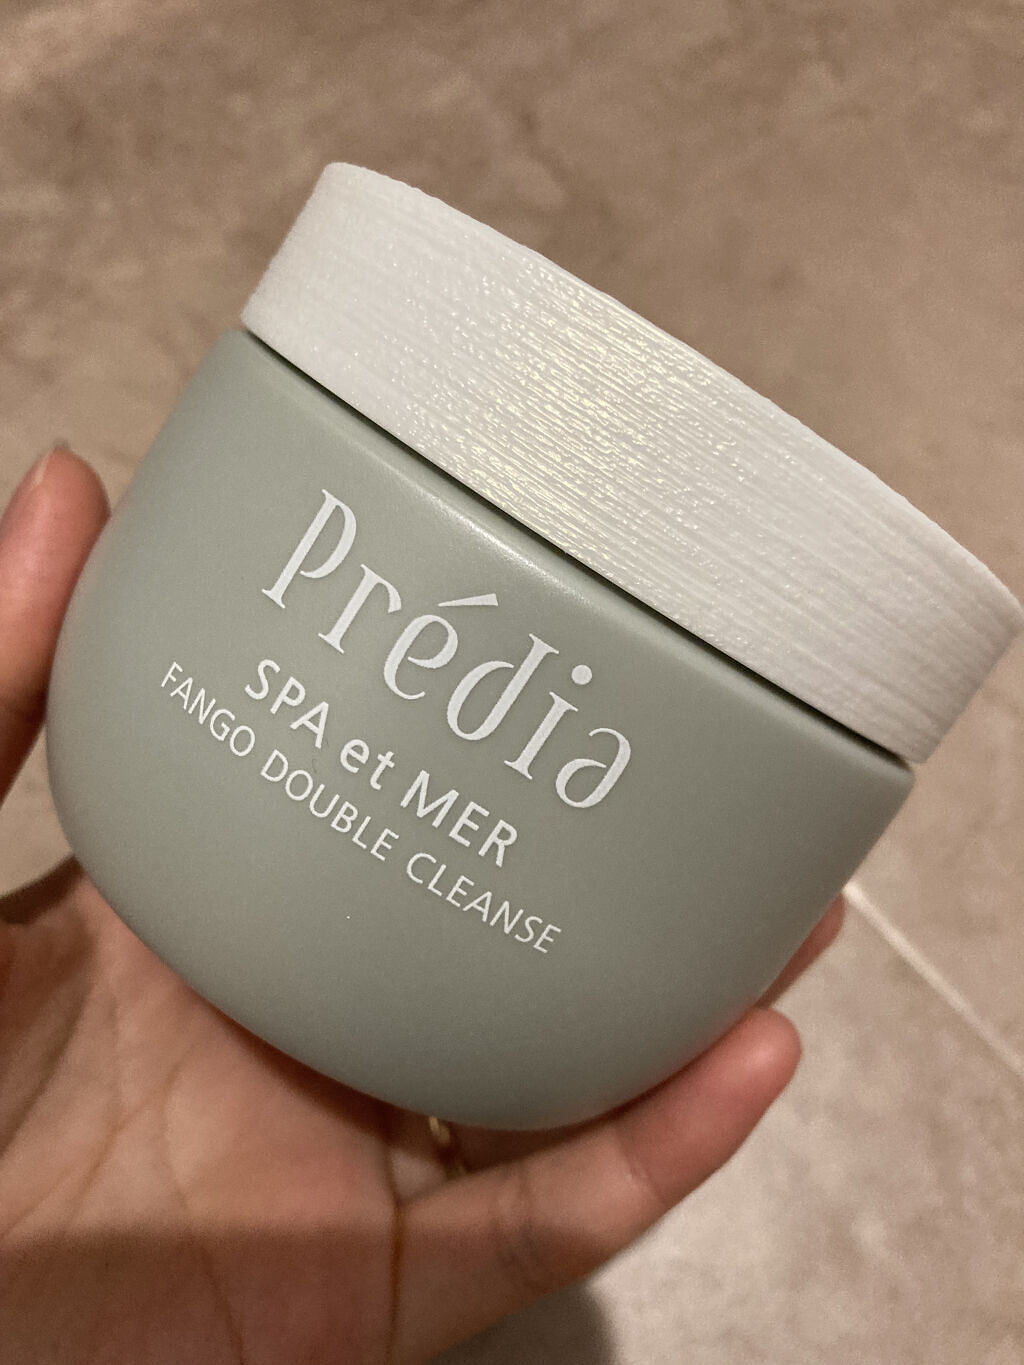 Prédia
SPA et MER
FANGO DOUBLE CLEANSE